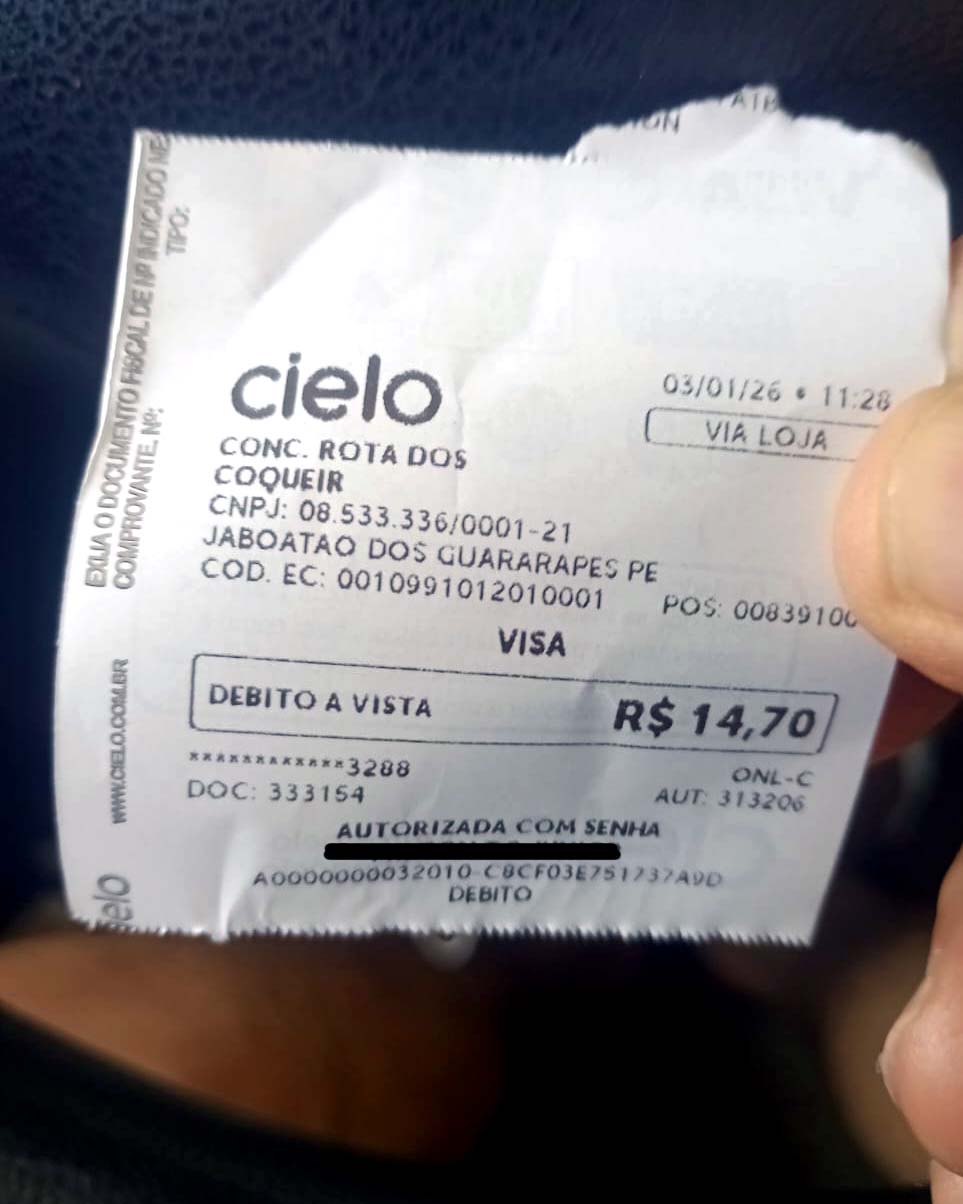 cielo
03/01/26 • 11:28
VIA LOJA
CONC. ROTA DOS
COQUEIR
CNPJ: 08.533.336/0001-21
JABOATAO DOS GUARARAPES PE
COD. EC: 0010991012010001 POS: 00839100
VISA
DEBITO A VISTA R$ 14,70
************3288 ONL-C
DOC: 333154 AUT: 313206
AUTORIZADA COM SENHA
A0000000032010-C8CF03E751737A9D
DEBITO
EXIJA O DOCUMENTO FISCAL DE Nº INDICADO NE
COMPROVANTE. Nº: TIPO:
WWW.CIELO.COM.BR